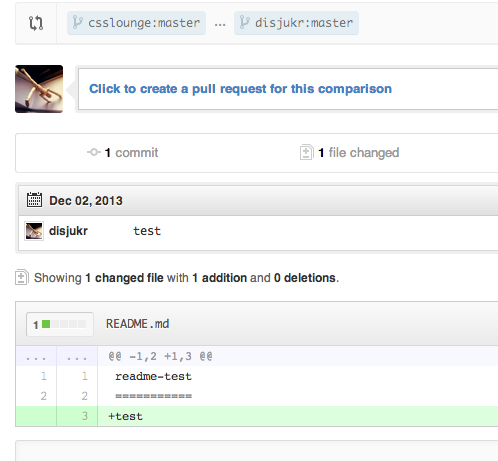 csslounge:master ... disjukr:master
Click to create a pull request for this comparison
1 commit 1 file changed
Dec 02, 2013
disjukr test
Showing 1 changed file with 1 addition and 0 deletions.
1 README.md
... ... @@ -1,2 +1,3 @@
1 1 readme-test
2 2 ===========
3 +test